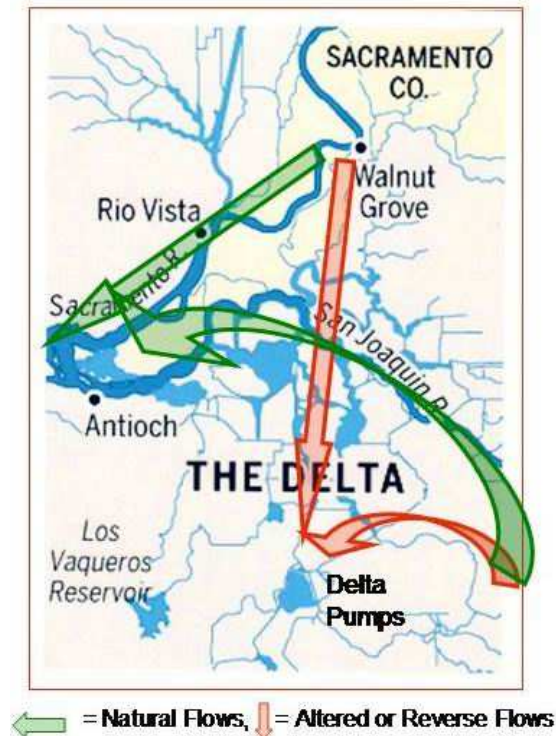 SACRAMENTO
CO.
Walnut
Grove
Rio Vista
Sacramento R.
San Joaquin R.
Antioch
THE DELTA
Los
Vaqueros
Reservoir
Delta
Pumps
= Natural Flows, = Altered or Reverse Flows